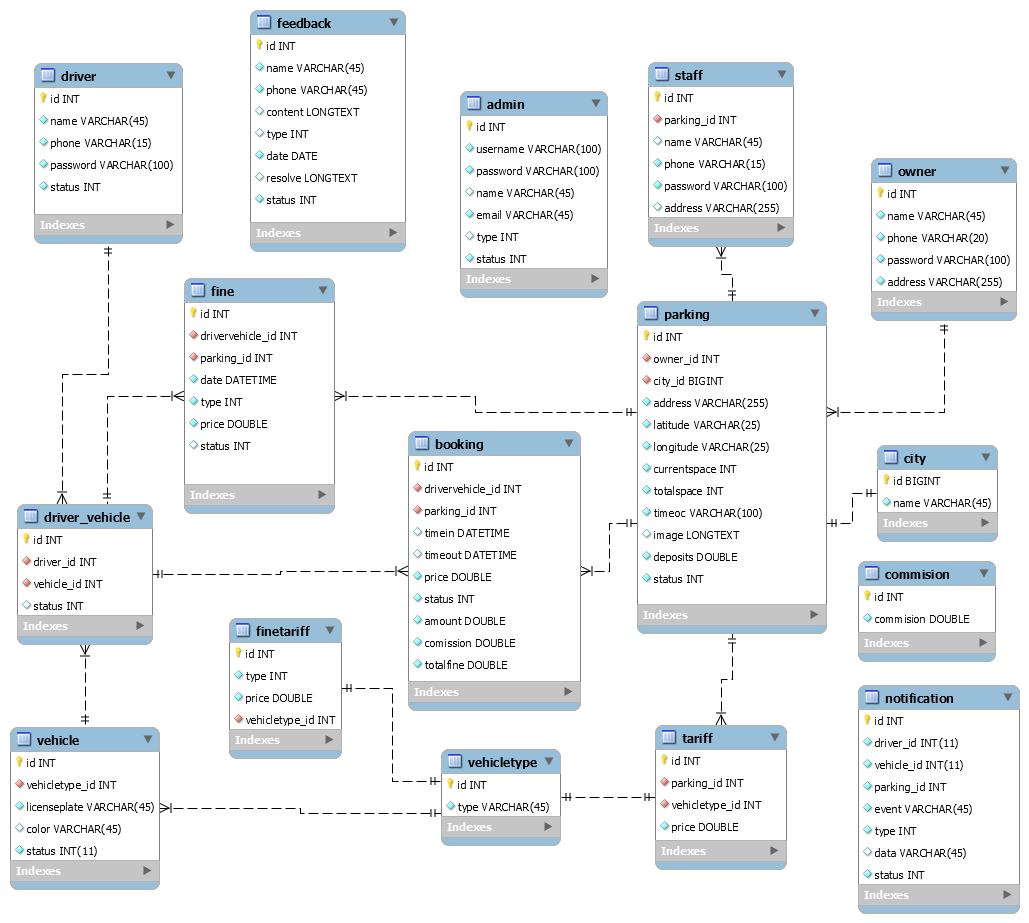 feedback
id INT
name VARCHAR(45)
phone VARCHAR(45)
content LONGTEXT
type INT
date DATE
resolve LONGTEXT
status INT
Indexes
driver
id INT
name VARCHAR(45)
phone VARCHAR(15)
password VARCHAR(100)
status INT
Indexes
admin
id INT
username VARCHAR(100)
password VARCHAR(100)
name VARCHAR(45)
email VARCHAR(45)
type INT
status INT
Indexes
staff
id INT
parking_id INT
name VARCHAR(45)
phone VARCHAR(15)
password VARCHAR(100)
address VARCHAR(255)
Indexes
owner
id INT
name VARCHAR(45)
phone VARCHAR(20)
password VARCHAR(100)
address VARCHAR(255)
Indexes
fine
id INT
drivervehicle_id INT
parking_id INT
date DATETIME
type INT
price DOUBLE
status INT
Indexes
parking
id INT
owner_id INT
city_id BIGINT
address VARCHAR(255)
latitude VARCHAR(25)
longitude VARCHAR(25)
currentspace INT
totalspace INT
timeoc VARCHAR(100)
image LONGTEXT
deposits DOUBLE
status INT
Indexes
booking
id INT
drivervehicle_id INT
parking_id INT
timein DATETIME
timeout DATETIME
price DOUBLE
status INT
amount DOUBLE
comission DOUBLE
totalfine DOUBLE
Indexes
city
id BIGINT
name VARCHAR(45)
Indexes
driver_vehicle
id INT
driver_id INT
vehicle_id INT
status INT
Indexes
commision
id INT
commision DOUBLE
Indexes
finetariff
id INT
type INT
price DOUBLE
vehicletype_id INT
Indexes
notification
id INT
driver_id INT(11)
vehicle_id INT(11)
parking_id INT
event VARCHAR(45)
type INT
data VARCHAR(45)
status INT
Indexes
vehicle
id INT
vehicletype_id INT
licenseplate VARCHAR(45)
color VARCHAR(45)
status INT(11)
Indexes
vehicletype
id INT
type VARCHAR(45)
Indexes
tariff
id INT
parking_id INT
vehicletype_id INT
price DOUBLE
Indexes